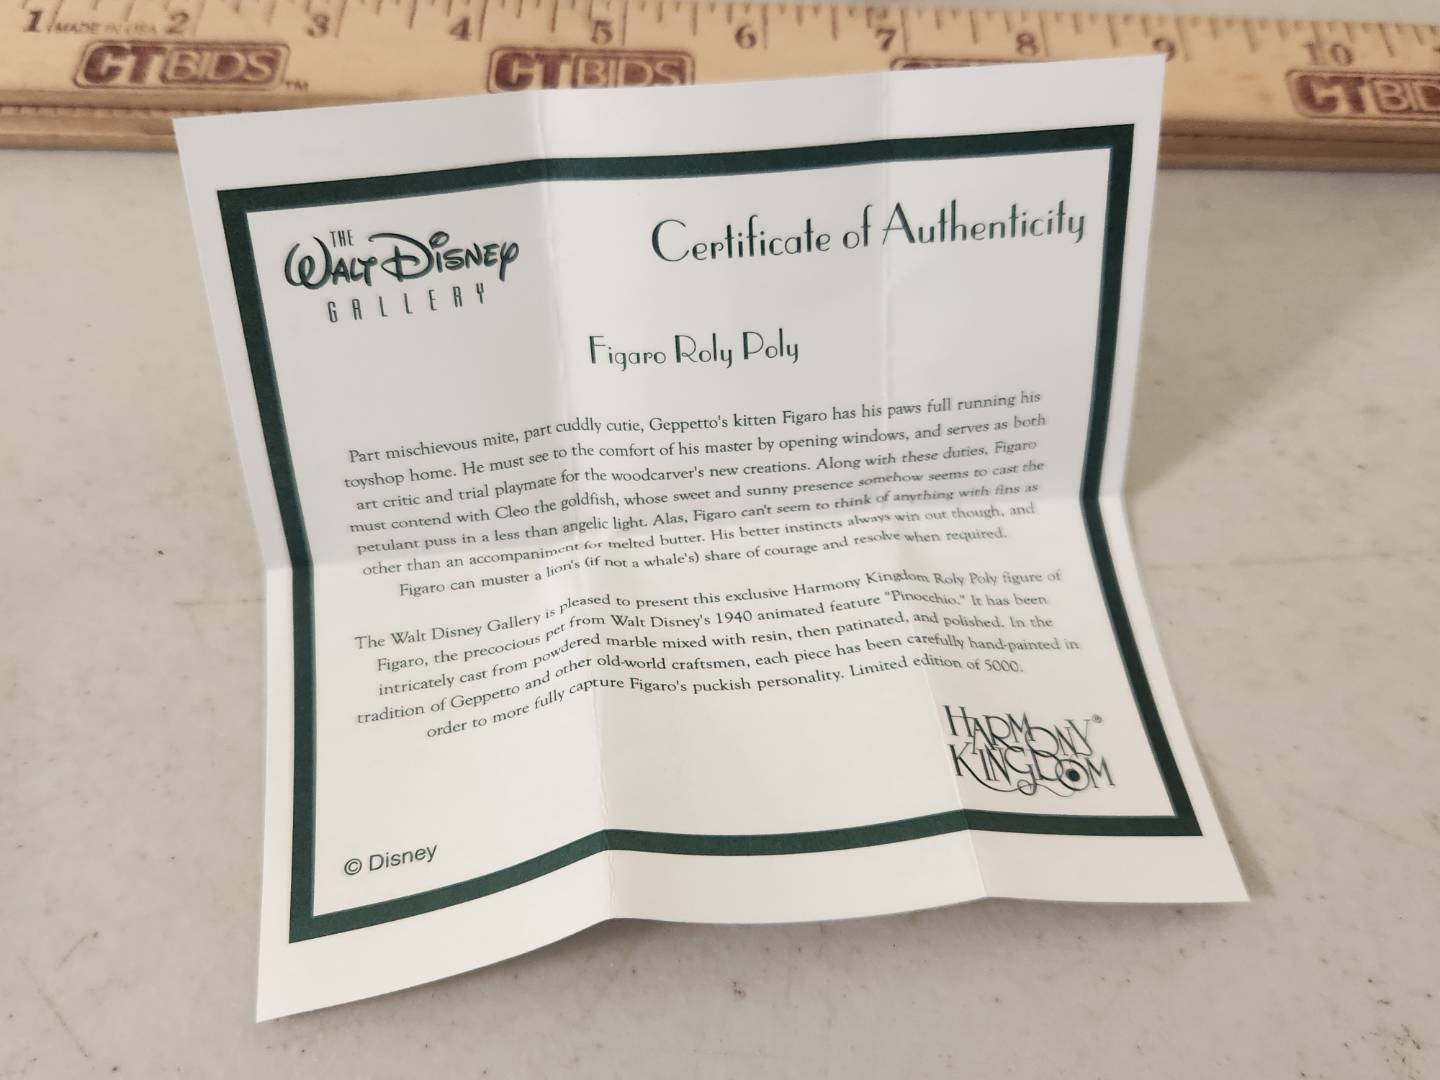 1 MADE IN USA 2 3 4 5 6 7 8 9 10
CTBIDS™ CTBIDS CTBID
THE
WALT DISNEY
GALLERY
Certificate of Authenticity
Figaro Roly Poly
Part mischievous mite, part cuddly cutie, Geppetto's kitten Figaro has his paws full running his
toyshop home. He must see to the comfort of his master by opening windows, and serves as both
art critic and trial playmate for the woodcarver's new creations. Along with these duties, Figaro
must contend with Cleo the goldfish, whose sweet and sunny presence somehow seems to cast the
petulant puss in a less than angelic light. Alas, Figaro can't seem to think of anything with fins as
other than an accompaniment for melted butter. His better instincts always win out though, and
Figaro can muster a lion's (if not a whale's) share of courage and resolve when required.
The Walt Disney Gallery is pleased to present this exclusive Harmony Kingdom Roly Poly figure of
Figaro, the precocious pet from Walt Disney's 1940 animated feature "Pinocchio." It has been
intricately cast from powdered marble mixed with resin, then patinated, and polished. In the
tradition of Geppetto and other old-world craftsmen, each piece has been carefully hand-painted in
order to more fully capture Figaro's puckish personality. Limited edition of 5000.
HARMONY®
KINGDOM
© Disney